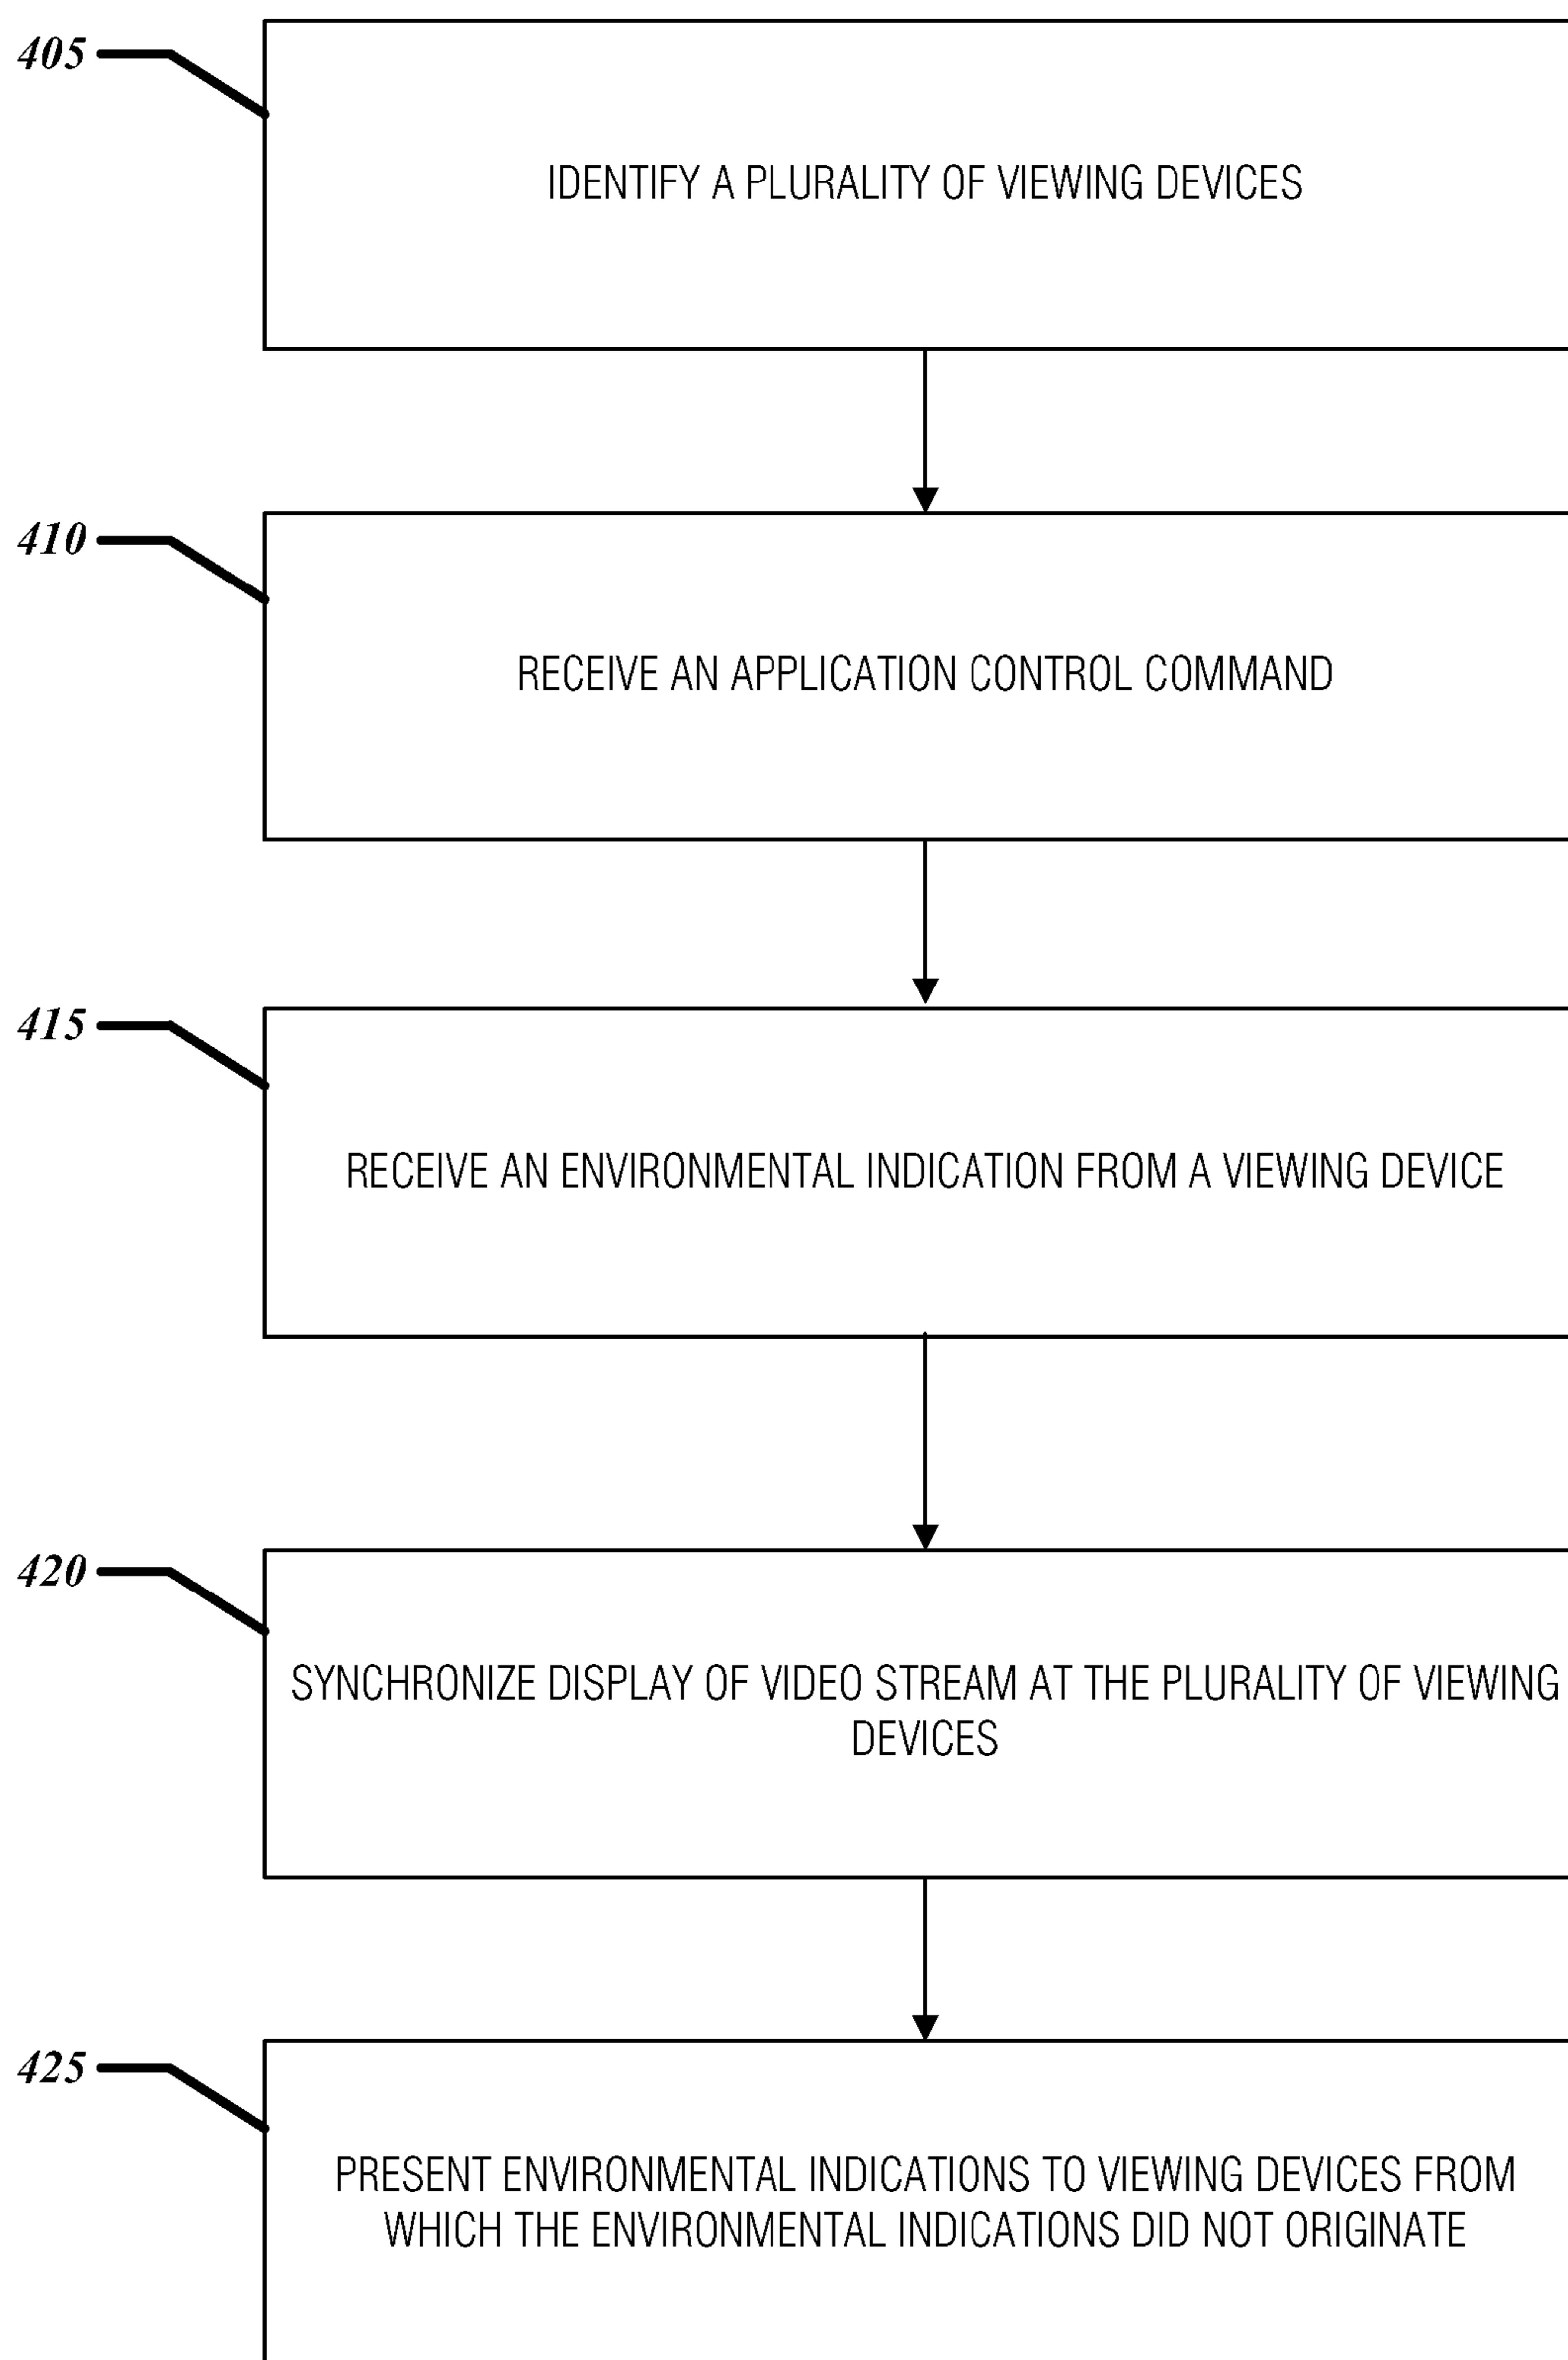 405
IDENTIFY A PLURALITY OF VIEWING DEVICES
410
RECEIVE AN APPLICATION CONTROL COMMAND
415
RECEIVE AN ENVIRONMENTAL INDICATION FROM A VIEWING DEVICE
420
SYNCHRONIZE DISPLAY OF VIDEO STREAM AT THE PLURALITY OF VIEWING
DEVICES
425
PRESENT ENVIRONMENTAL INDICATIONS TO VIEWING DEVICES FROM
WHICH THE ENVIRONMENTAL INDICATIONS DID NOT ORIGINATE